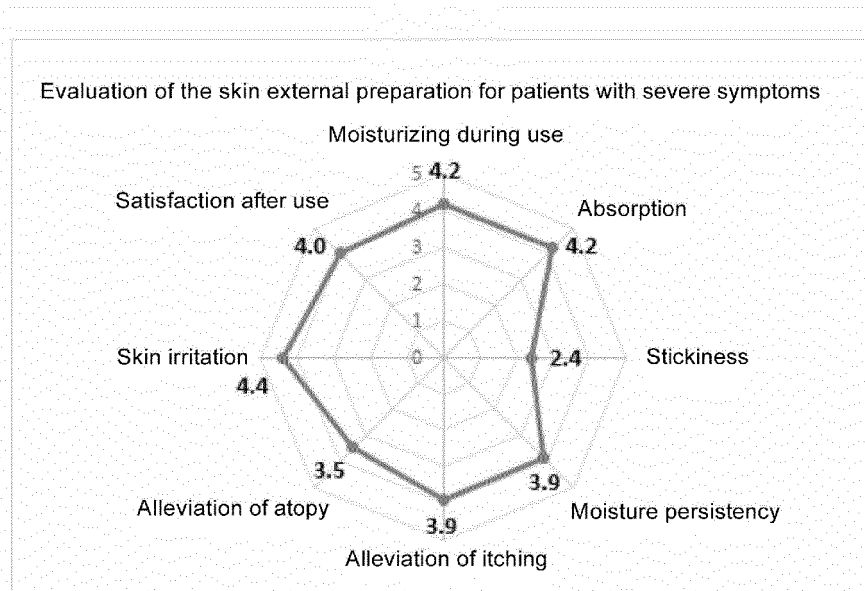 Evaluation of the skin external preparation for patients with severe symptoms
Moisturizing during use
5 4.2
Satisfaction after use
Absorption
4
4.0
3
4.2
2
1
Skin irritation
0
2.4
Stickiness
4.4
3.5
3.9
Alleviation of atopy
Moisture persistency
3.9
Alleviation of itching